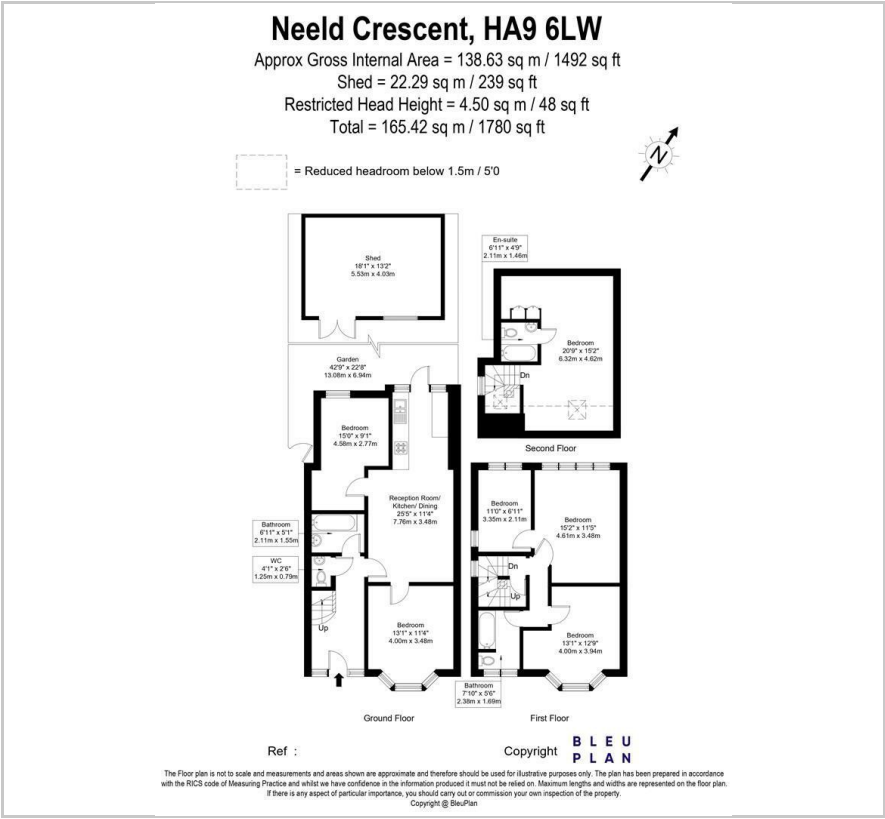 Neeld Crescent, HA9 6LW
Approx Gross Internal Area = 138.63 sq m / 1492 sq ft
Shed = 22.29 sq m / 239 sq ft
Restricted Head Height = 4.50 sq m / 48 sq ft
Total = 165.42 sq m / 1780 sq ft
= Reduced headroom below 1.5m / 5'0
N
Shed
18'1" x 13'2"
5.53m x 4.03m
Garden
42'9" x 22'8"
13.08m x 6.94m
Bedroom
15'0" x 9'1"
4.58m x 2.77m
Reception Room/
Kitchen/ Dining
25'5" x 11'4"
7.76m x 3.48m
Bathroom
6'11" x 5'1"
2.11m x 1.55m
WC
4'1" x 2'6"
1.25m x 0.79m
Up
Bedroom
13'1" x 11'4"
4.00m x 3.48m
Ground Floor
En-suite
6'11" x 4'9"
2.11m x 1.46m
Bedroom
20'9" x 15'2"
6.32m x 4.62m
Dn
Second Floor
Bedroom
11'0" x 6'11"
3.35m x 2.11m
Bedroom
15'2" x 11'5"
4.61m x 3.48m
Dn
Up
Bedroom
13'1" x 12'9"
4.00m x 3.94m
Bathroom
7'10" x 5'6"
2.38m x 1.69m
First Floor
Ref :
Copyright
BLEU
PLAN
The Floor plan is not to scale and measurements and areas shown are approximate and therefore should be used for illustrative purposes only. The plan has been prepared in accordance
with the RICS code of Measuring Practice and whilst we have confidence in the information produced it must not be relied on. Maximum lengths and widths are represented on the floor plan.
If there is any aspect of particular importance, you should carry out or commission your own inspection of the property.
Copyright @ BleuPlan